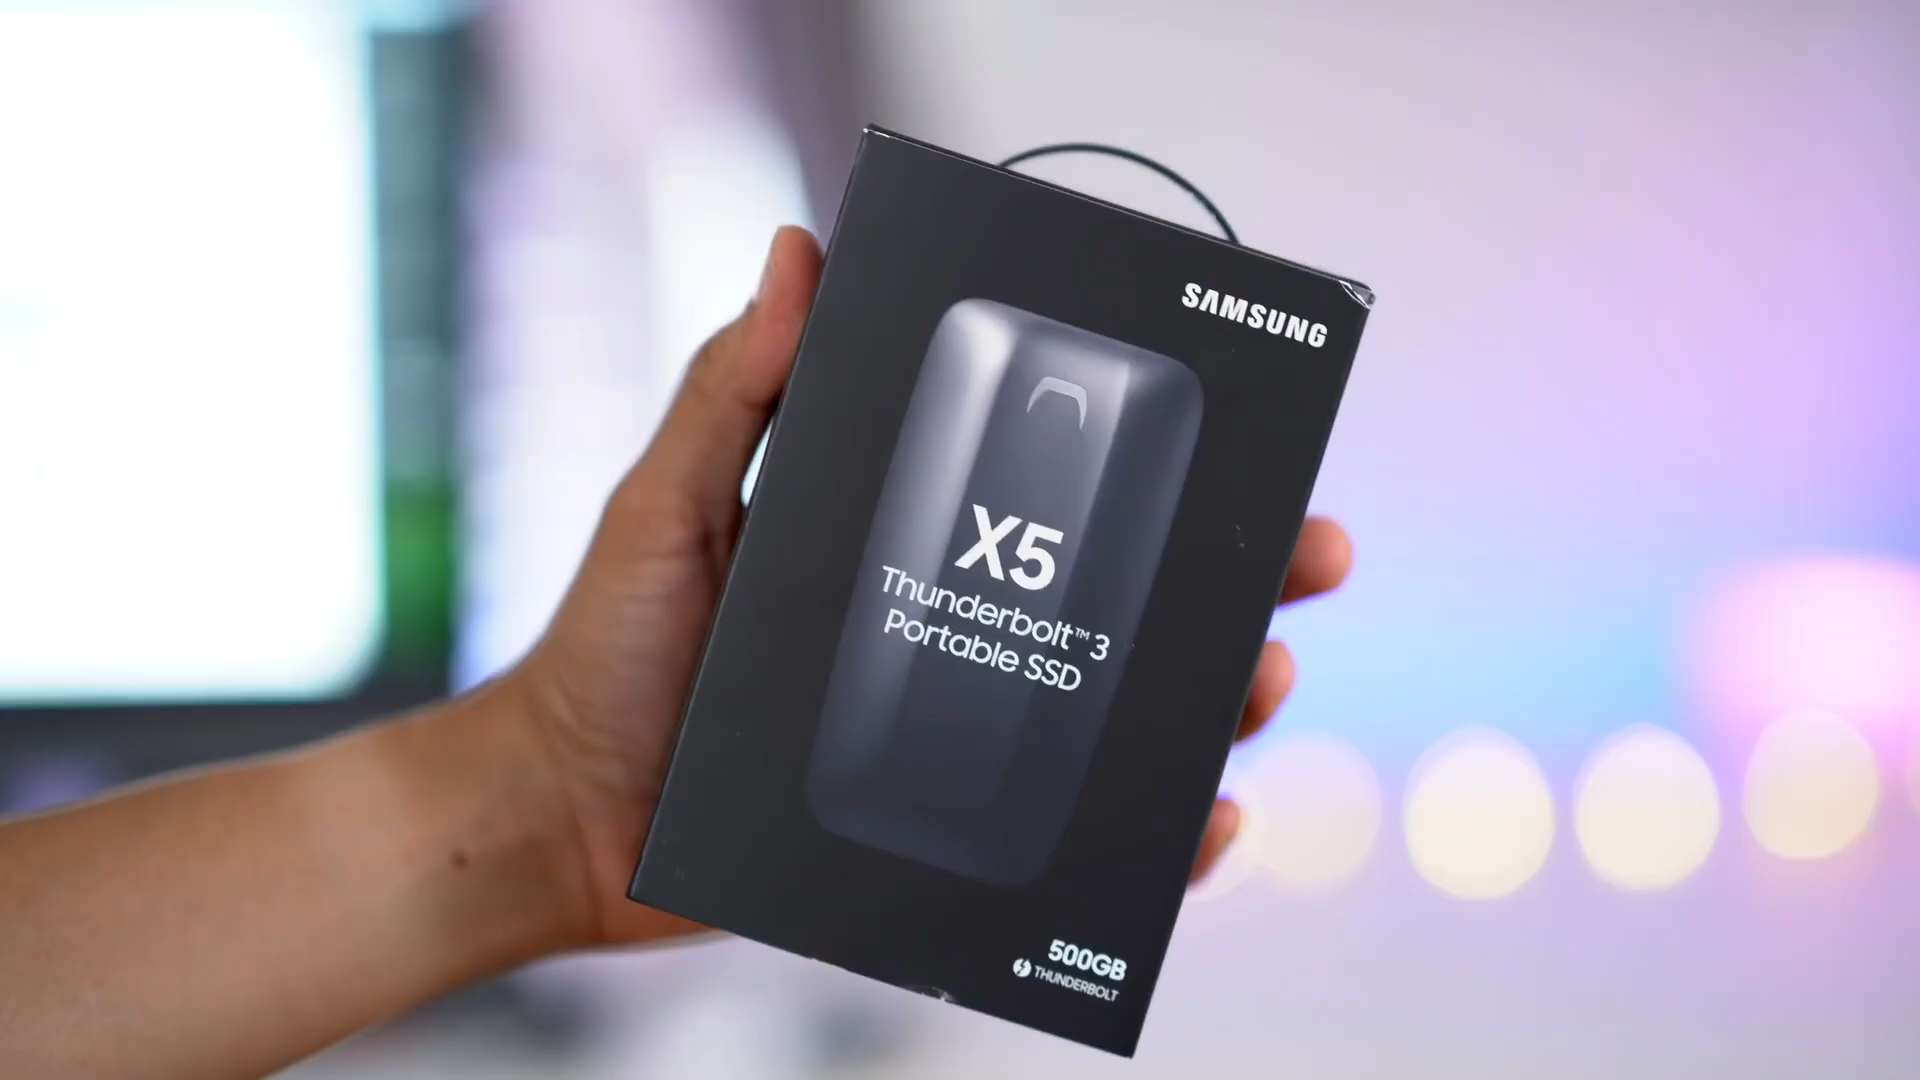 SAMSUNG
X5
Thunderbolt™ 3
Portable SSD
500GB
THUNDERBOLT